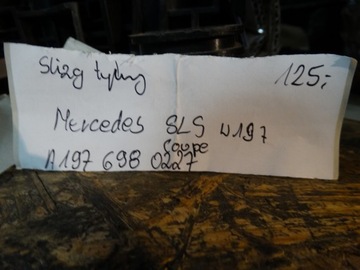 Ślizg tylny 125,-
Mercedes SLS W197
Coupe
A197 698 0227